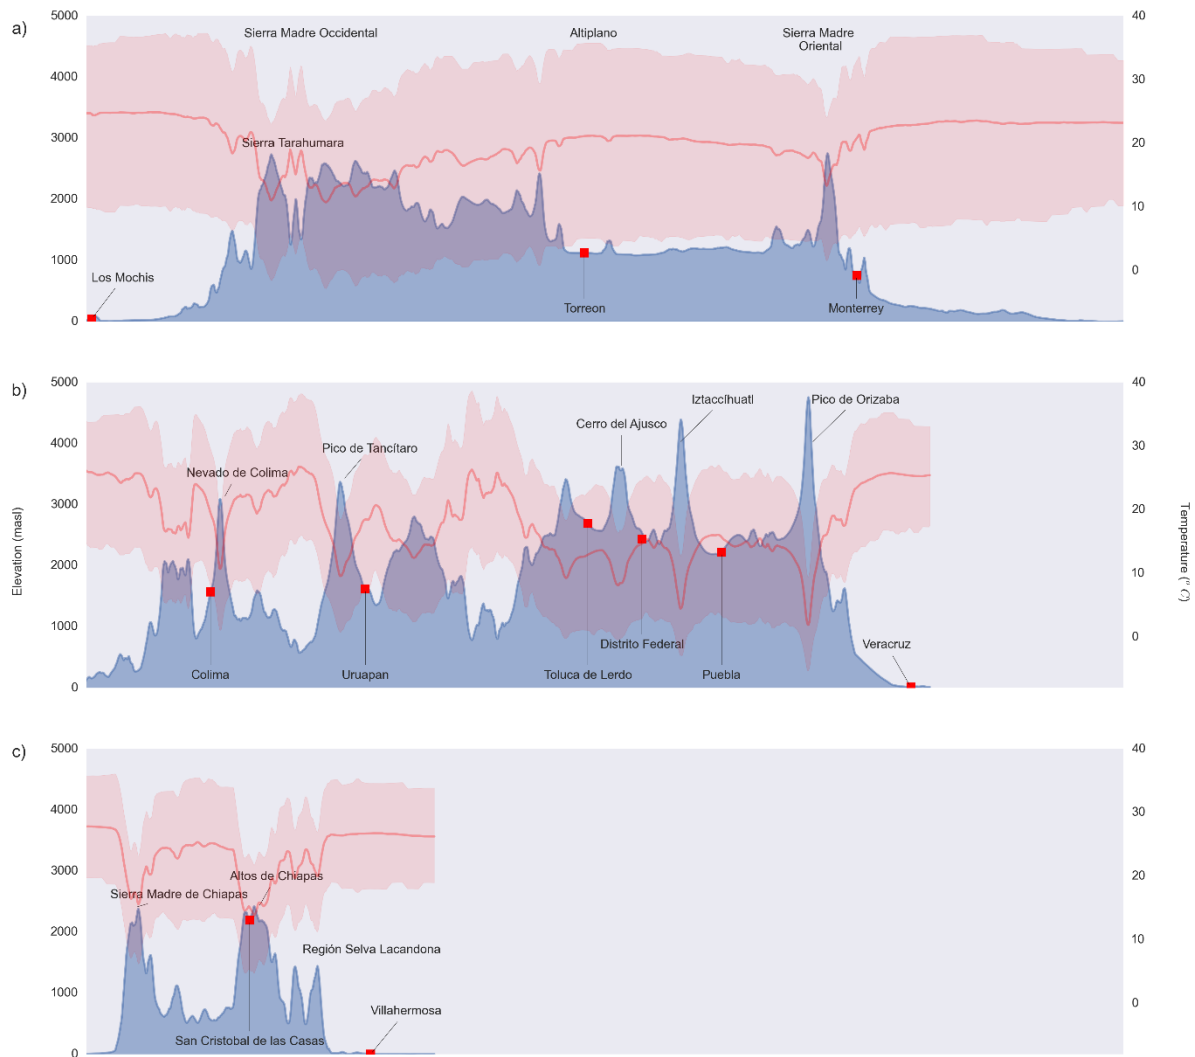 a)
5000
4000
3000
2000
1000
0
40
30
20
10
0
Sierra Madre Occidental
Altiplano
Sierra Madre
Oriental
Sierra Tarahumara
Los Mochis
Torreon
Monterrey
b)
5000
4000
3000
2000
1000
0
40
30
20
10
0
Elevation (masl)
Temperature (° C)
Nevado de Colima
Pico de Tancítaro
Cerro del Ajusco
Iztaccíhuatl
Pico de Orizaba
Colima
Uruapan
Toluca de Lerdo
Distrito Federal
Puebla
Veracruz
c)
5000
4000
3000
2000
1000
0
40
30
20
10
0
Sierra Madre de Chiapas
Altos de Chiapas
Región Selva Lacandona
San Cristobal de las Casas
Villahermosa